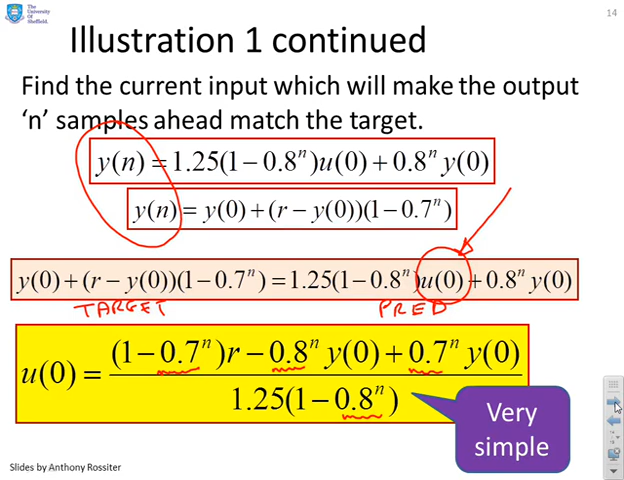 The
University
Of
Sheffield.
14
Illustration 1 continued
Find the current input which will make the output
‘n’ samples ahead match the target.
y(n) = 1.25(1 − 0.8ⁿ)u(0) + 0.8ⁿ y(0)
y(n) = y(0) + (r − y(0))(1 − 0.7ⁿ)
y(0) + (r − y(0))(1 − 0.7ⁿ) = 1.25(1 − 0.8ⁿ)u(0) + 0.8ⁿ y(0)
TARGET PRED
u(0) = ((1 − 0.7ⁿ)r − 0.8ⁿ y(0) + 0.7ⁿ y(0)) / (1.25(1 − 0.8ⁿ))
Very
simple
Slides by Anthony Rossiter